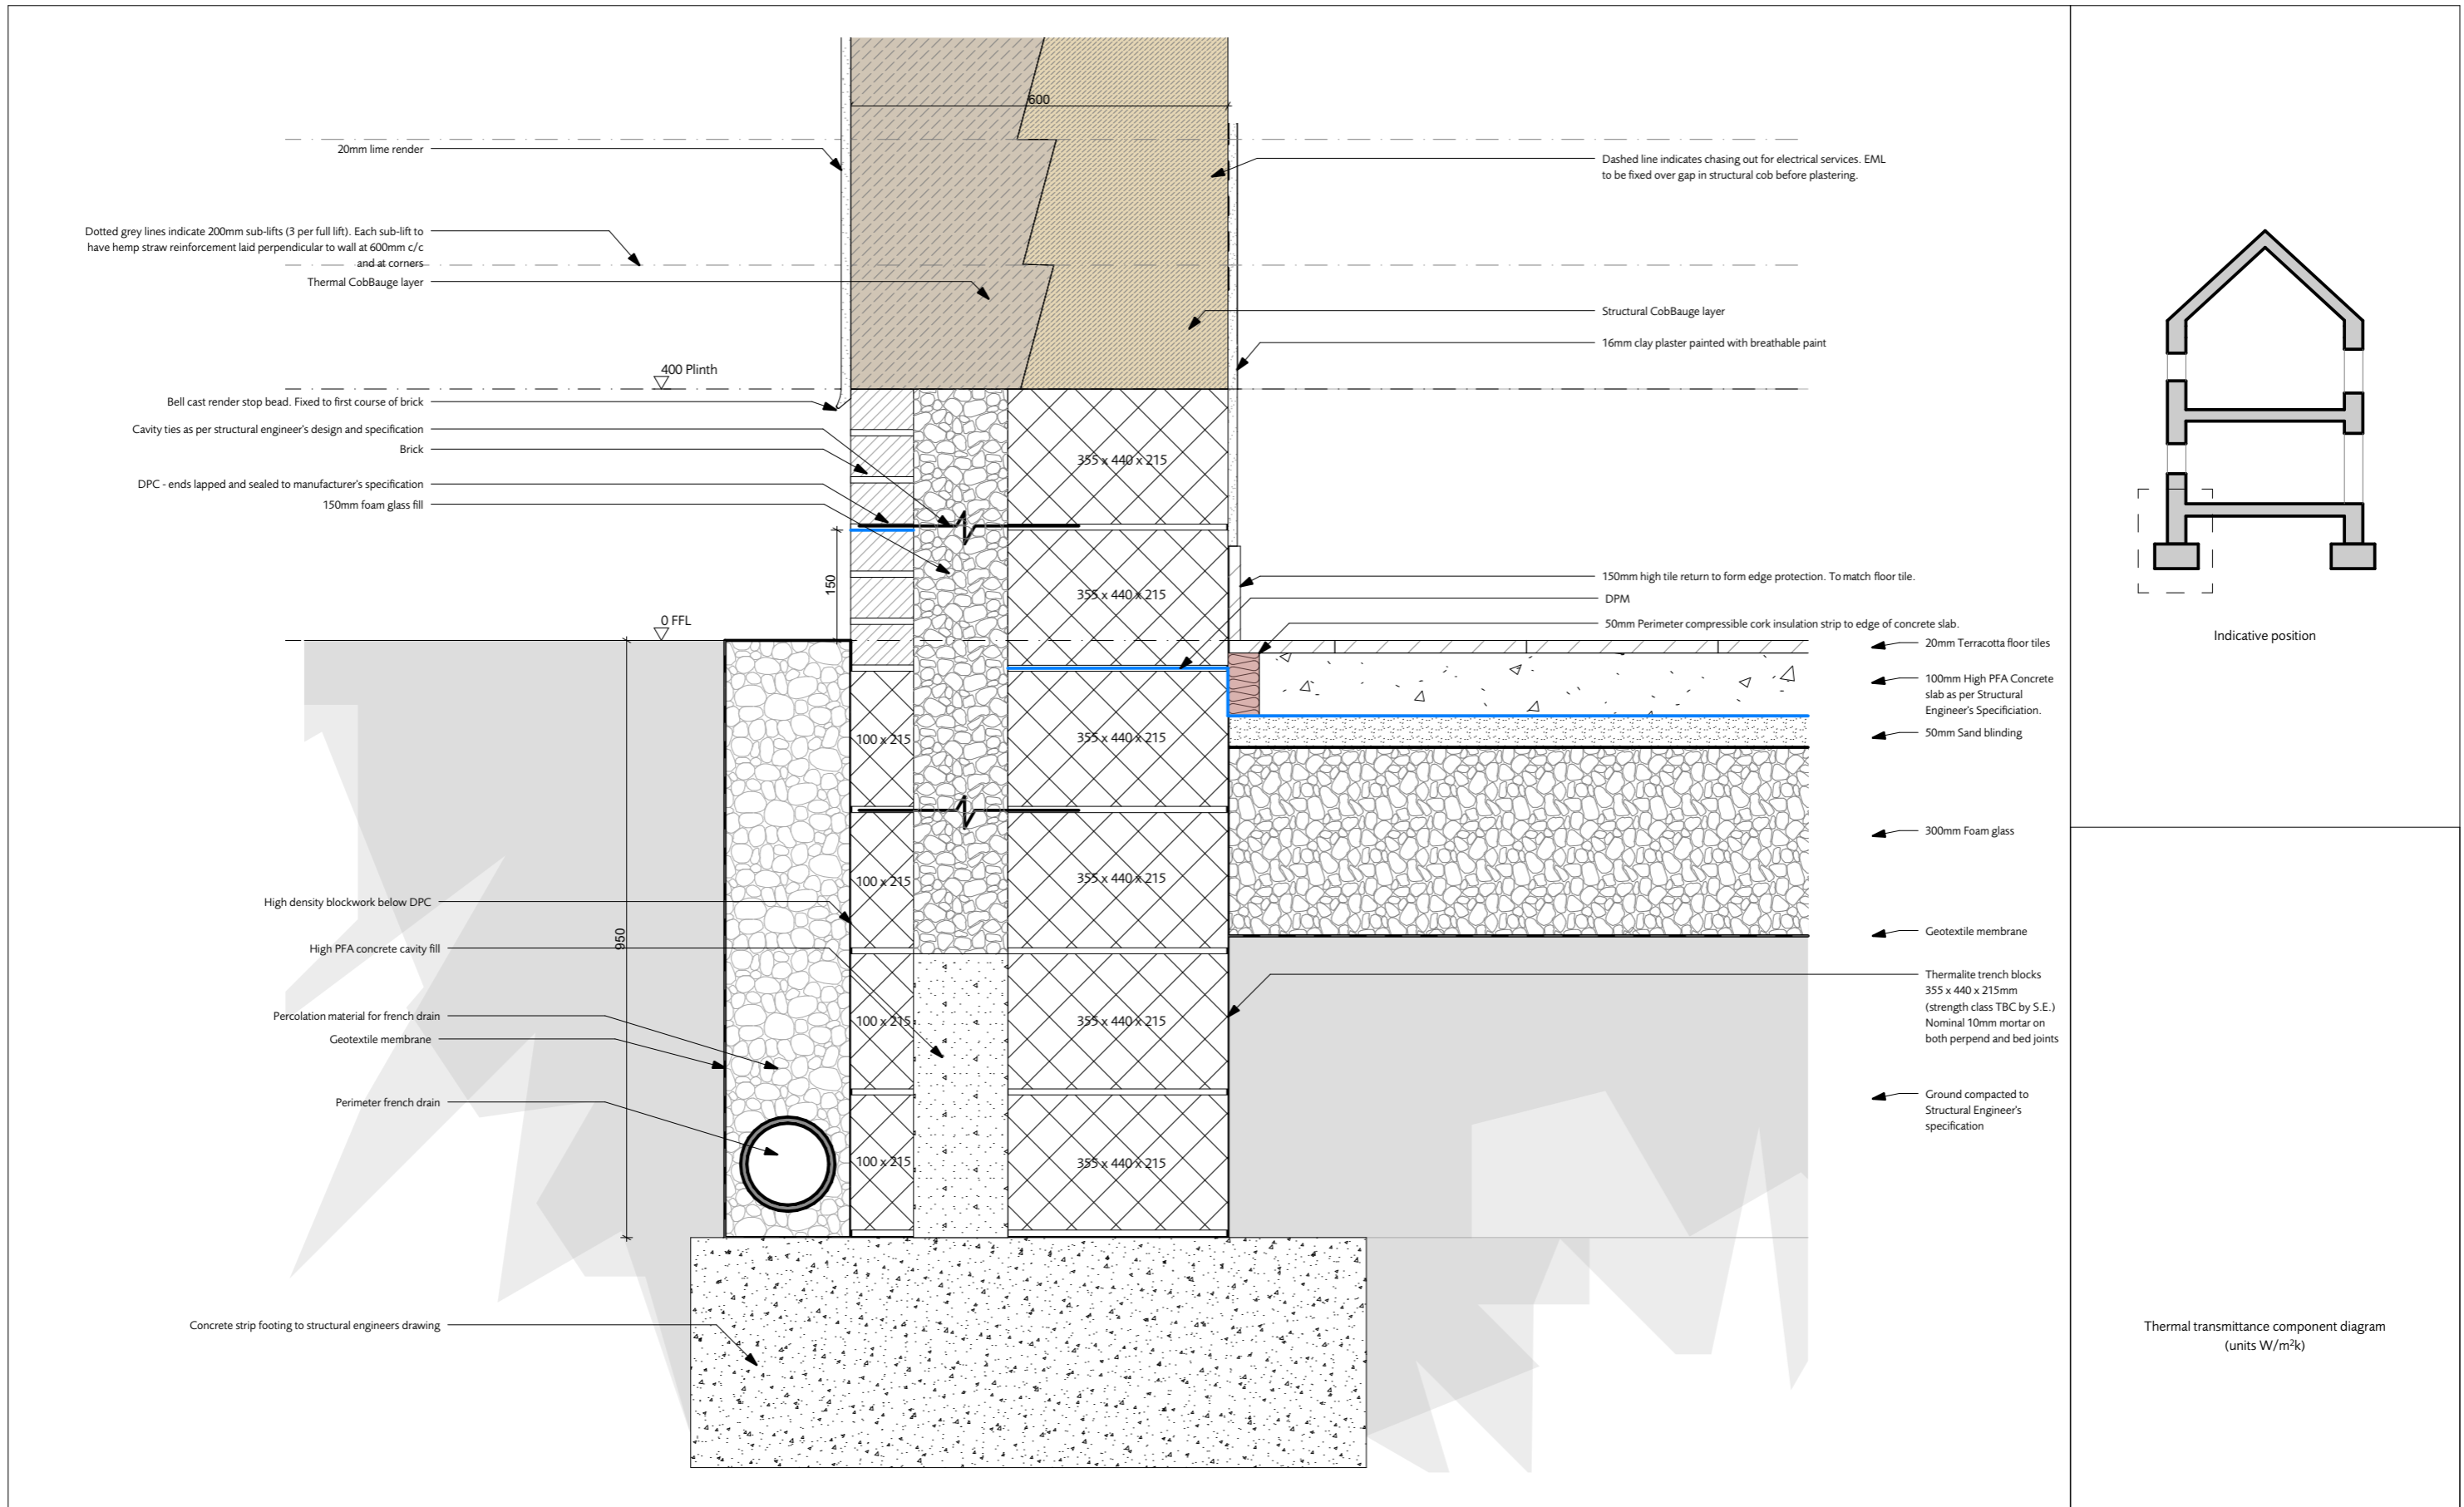 600
20mm lime render
Dashed line indicates chasing out for electrical services. EML
to be fixed over gap in structural cob before plastering.
Dotted grey lines indicate 200mm sub-lifts (3 per full lift). Each sub-lift to
have hemp straw reinforcement laid perpendicular to wall at 600mm c/c
and at corners
Thermal CobBauge layer
Structural CobBauge layer
16mm clay plaster painted with breathable paint
400 Plinth
Bell cast render stop bead. Fixed to first course of brick
Cavity ties as per structural engineer's design and specification
Brick
DPC - ends lapped and sealed to manufacturer's specification
150mm foam glass fill
355 x 440 x 215
355 x 440 x 215
150
150mm high tile return to form edge protection. To match floor tile.
DPM
50mm Perimeter compressible cork insulation strip to edge of concrete slab.
0 FFL
20mm Terracotta floor tiles
100mm High PFA Concrete
slab as per Structural
Engineer's Specificiation.
50mm Sand blinding
100 x 215
355 x 440 x 215
300mm Foam glass
100 x 215
355 x 440 x 215
High density blockwork below DPC
950
High PFA concrete cavity fill
Geotextile membrane
Thermalite trench blocks
355 x 440 x 215mm
(strength class TBC by S.E.)
Nominal 10mm mortar on
both perpend and bed joints
Percolation material for french drain
100 x 215
355 x 440 x 215
Geotextile membrane
Perimeter french drain
Ground compacted to
Structural Engineer's
specification
100 x 215
355 x 440 x 215
Concrete strip footing to structural engineers drawing
Indicative position
Thermal transmittance component diagram
(units W/m²k)